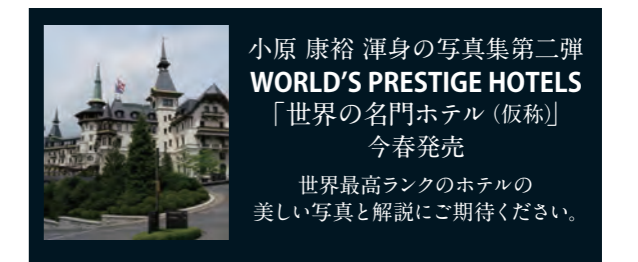 小原 康裕 渾身の写真集第二弾
WORLD'S PRESTIGE HOTELS
「世界の名門ホテル（仮称）」
今春発売
世界最高ランクのホテルの
美しい写真と解説にご期待ください。